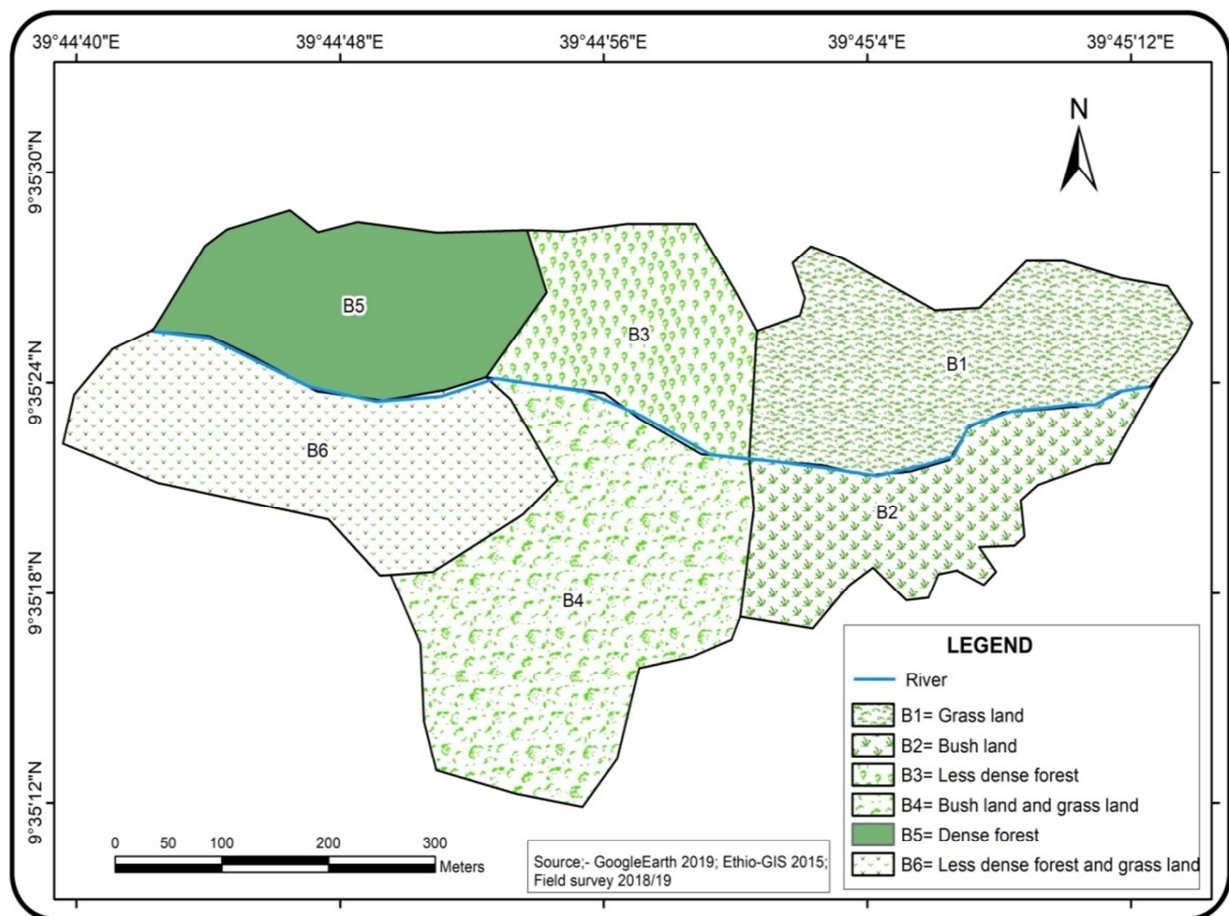 39°44'40"E 39°44'48"E 39°44'56"E 39°45'4"E 39°45'12"E
N
9°35'30"N
9°35'24"N
9°35'18"N
9°35'12"N
B5
B3
B1
B6
B2
B4
LEGEND
River
B1= Grass land
B2= Bush land
B3= Less dense forest
B4= Bush land and grass land
B5= Dense forest
B6= Less dense forest and grass land
0 50 100 200 300
Meters
Source;- GoogleEarth 2019; Ethio-GIS 2015;
Field survey 2018/19